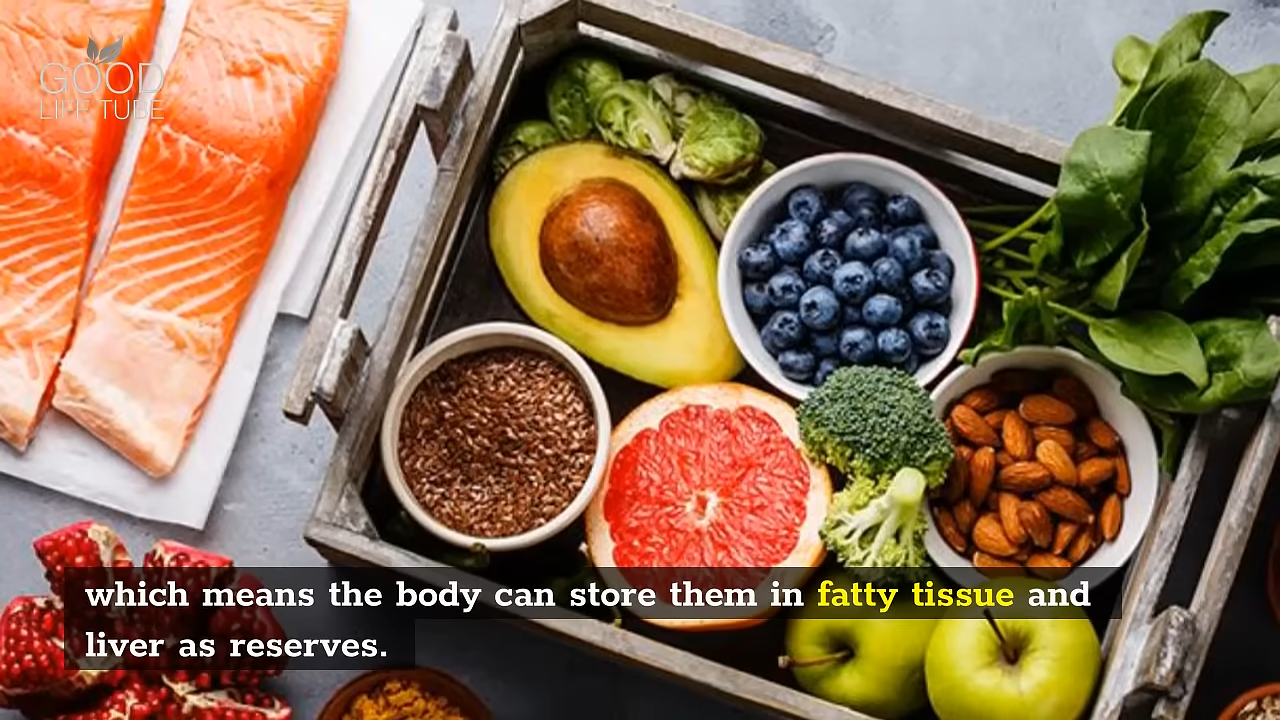 GOOD
LIFE TUBE
which means the body can store them in fatty tissue and
liver as reserves.